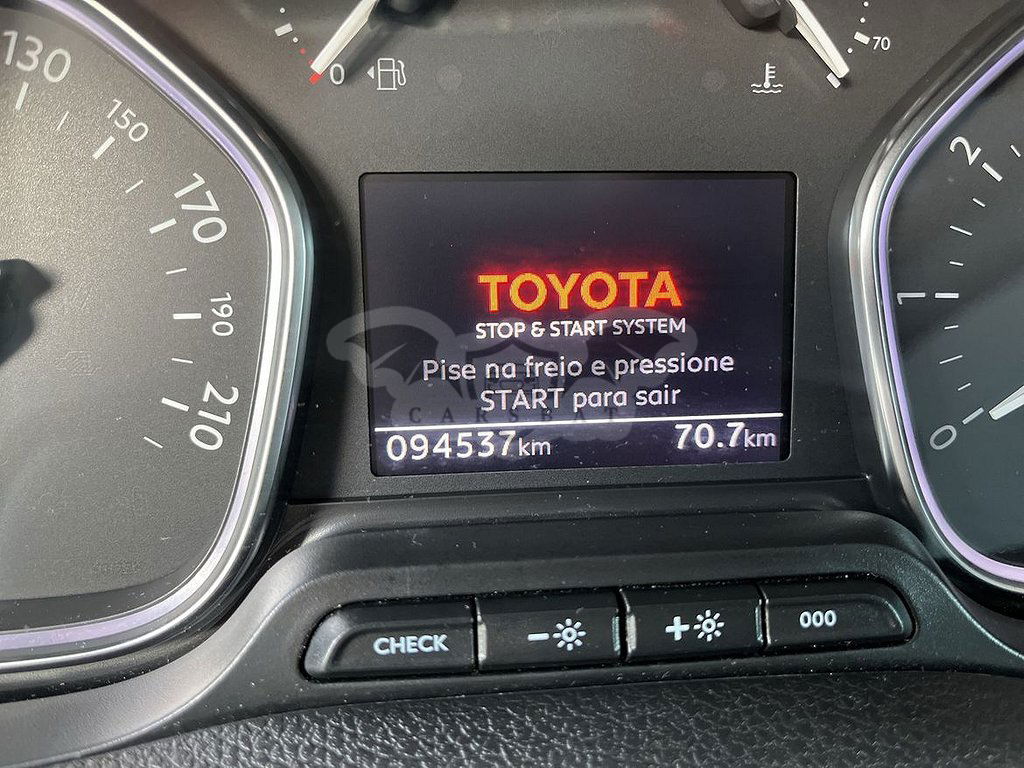 130
150
170
190
210
0
70
2
1
0
TOYOTA
STOP & START SYSTEM
Pise na freio e pressione
START para sair
CARSEAT
094537km
70.7km
CHECK
-
+
000